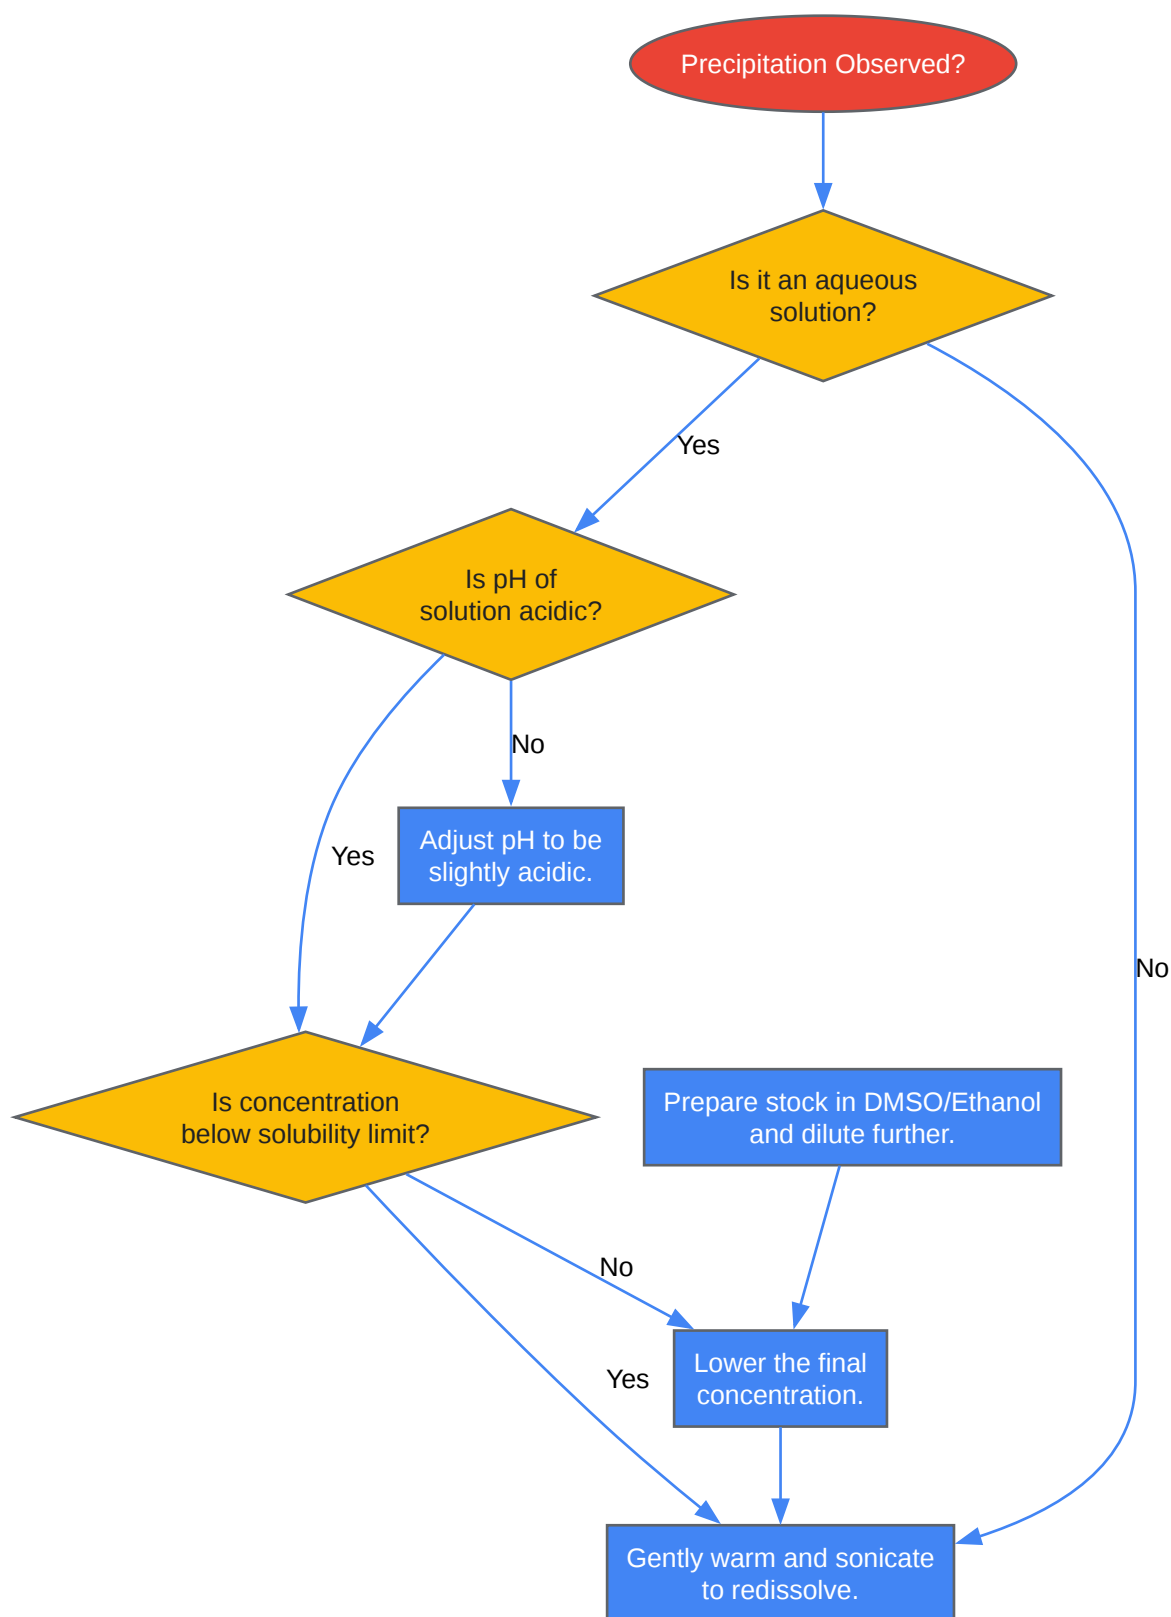 Precipitation Observed?
Is it an aqueous
solution?
Yes
Is pH of
solution acidic?
No
Adjust pH to be
slightly acidic.
Yes
No
Is concentration
below solubility limit?
Prepare stock in DMSO/Ethanol
and dilute further.
No
Lower the final
concentration.
Yes
Gently warm and sonicate
to redissolve.